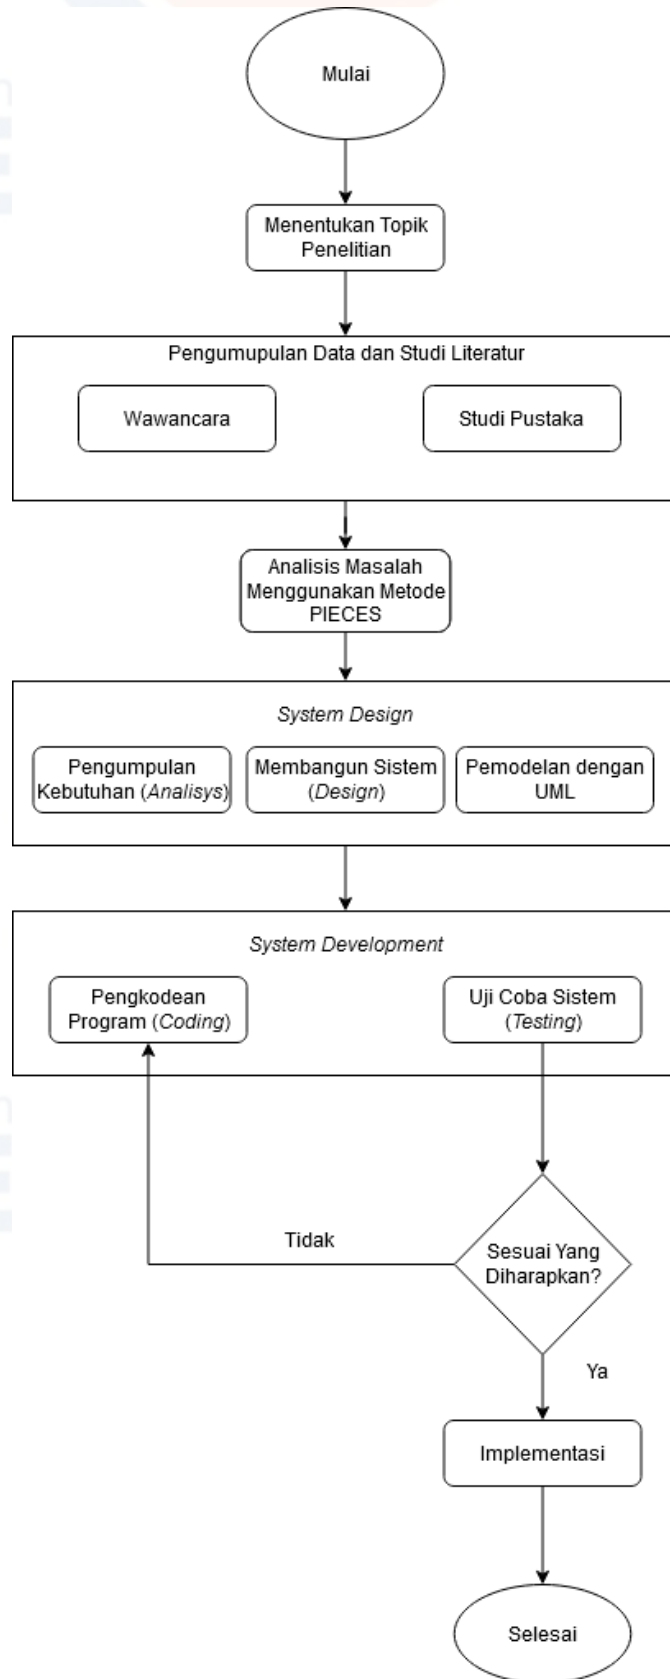 Mulai
Menentukan Topik
Penelitian
Pengumupulan Data dan Studi Literatur
Wawancara
Studi Pustaka
Analisis Masalah
Menggunakan Metode
PIECES
System Design
Pengumpulan
Kebutuhan (Analisys)
Membangun Sistem
(Design)
Pemodelan dengan
UML
System Development
Pengkodean
Program (Coding)
Uji Coba Sistem
(Testing)
Sesuai Yang
Diharapkan?
Tidak
Ya
Implementasi
Selesai